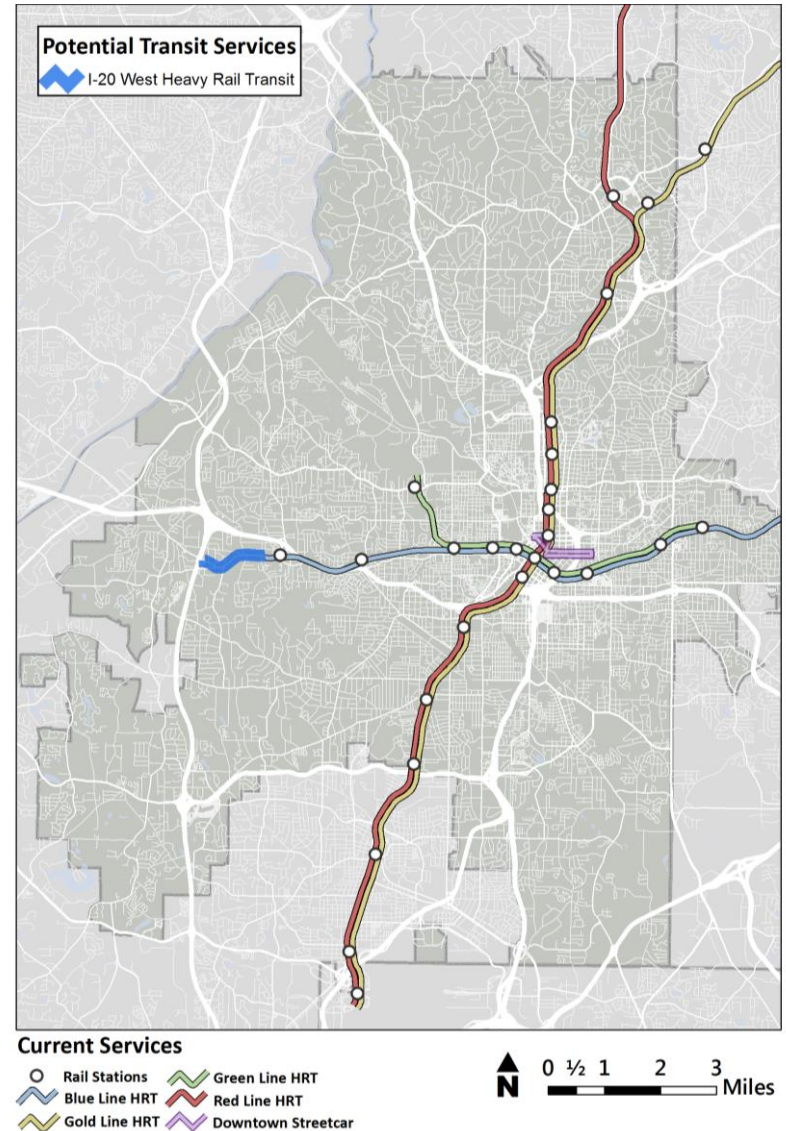 Potential Transit Services
I-20 West Heavy Rail Transit
Current Services
Rail Stations
Green Line HRT
Blue Line HRT
Red Line HRT
Gold Line HRT
Downtown Streetcar
N
0 ½ 1 2 3 Miles